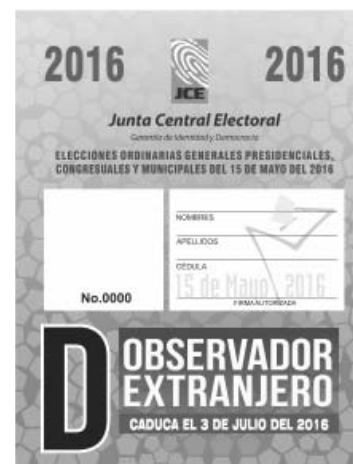 2016 JCE 2016
Junta Central Electoral
Garantía de Identidad y Democracia
ELECCIONES ORDINARIAS GENERALES PRESIDENCIALES,
CONGRESUALES Y MUNICIPALES DEL 15 DE MAYO DEL 2016
NOMBRES
APELLIDOS
CÉDULA
15 de Mayo 2016
No.0000
FIRMA AUTORIZADA
D OBSERVADOR
EXTRANJERO
CADUCA EL 3 DE JULIO DEL 2016